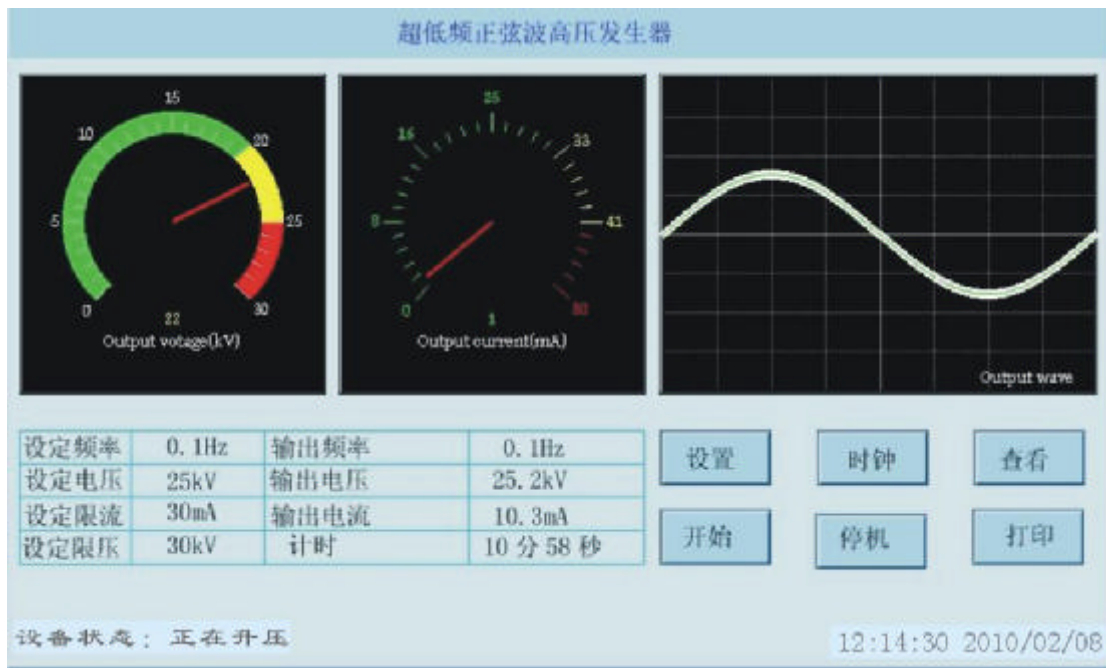 超低频正弦波高压发生器
15
10
20
5
25
0
30
22
Output votage(kV)
25
16
33
8
41
0
50
1
Output current(mA)
Output wave
设定频率 0.1Hz 输出频率 0.1Hz
设定电压 25kV 输出电压 25.2kV
设定限流 30mA 输出电流 10.3mA
设定限压 30kV 计时 10分58秒
设置 时钟 查看
开始 停机 打印
设备状态：正在升压
12:14:30 2010/02/08